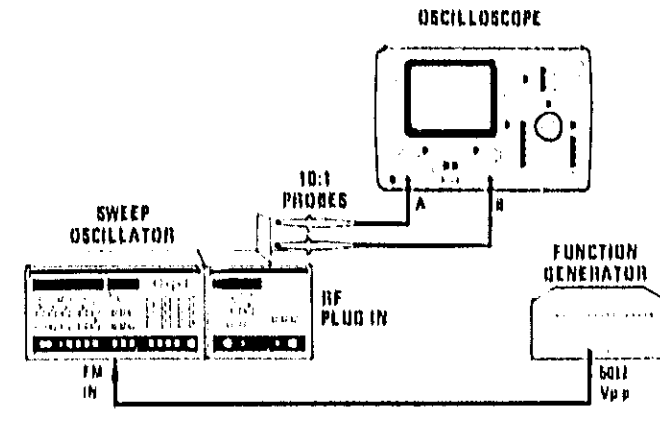 OSCILLOSCOPE
10:1
PROBES
A
B
SWEEP
OSCILLATOR
FUNCTION
GENERATOR
RF
PLUG IN
FM
IN
Vpp